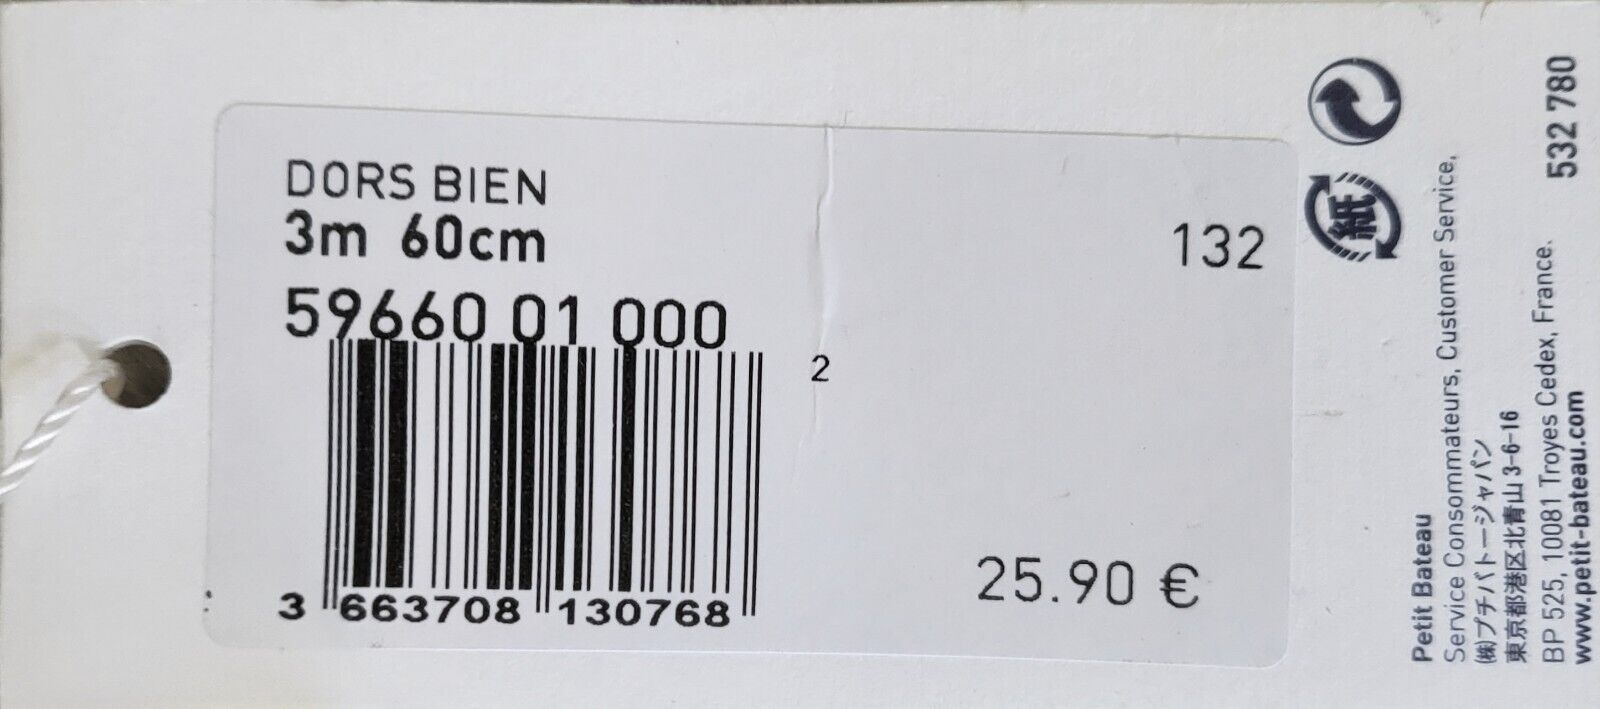 DORS BIEN
3m 60cm
132
59660 01 000
2
3 663708 130768
25.90 €
紙
532 780
Petit Bateau
Service Consommateurs, Customer Service,
(株)プチバトージャパン
東京都港区北青山 3-6-16
BP 525, 10081 Troyes Cedex, France.
www.petit-bateau.com